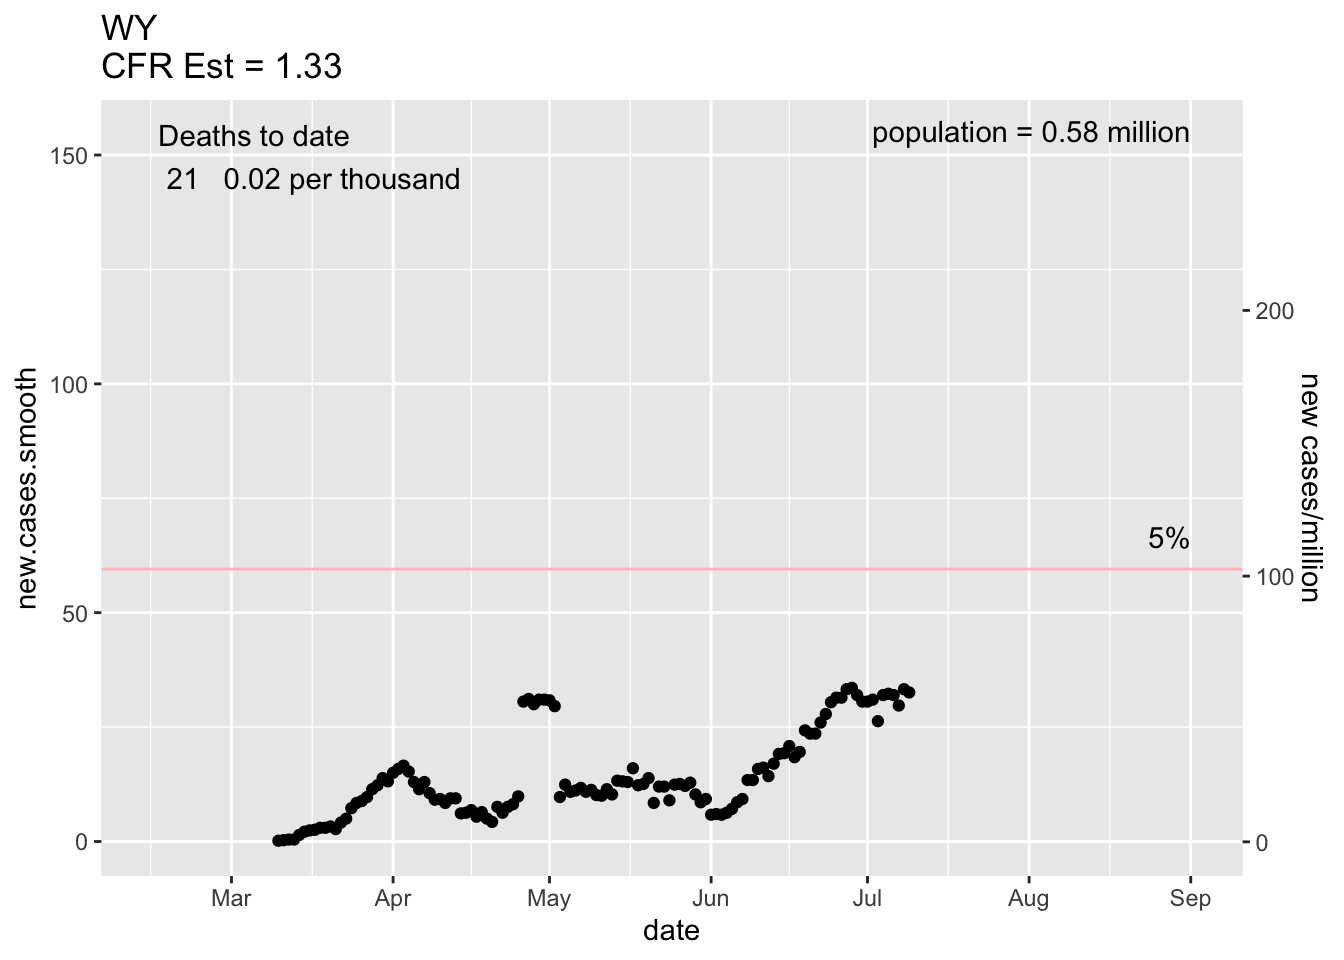 WY
CFR Est = 1.33
Deaths to date
21 0.02 per thousand
population = 0.58 million
150
100
50
0
new.cases.smooth
200
100
0
new cases/million
5%
Mar Apr May Jun Jul Aug Sep
date